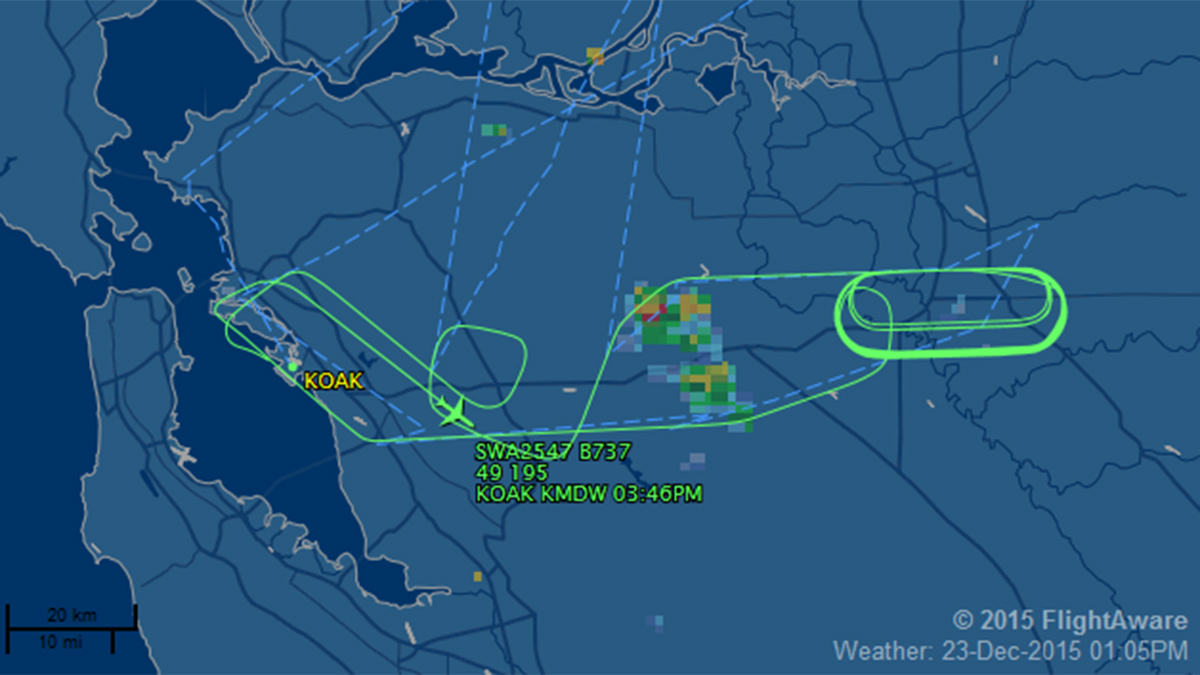 KOAK
SWA2547 B737
49 195
KOAK KMDW 03:46PM
20 km
10 mi
© 2015 FlightAware
Weather: 23-Dec-2015 01:05PM